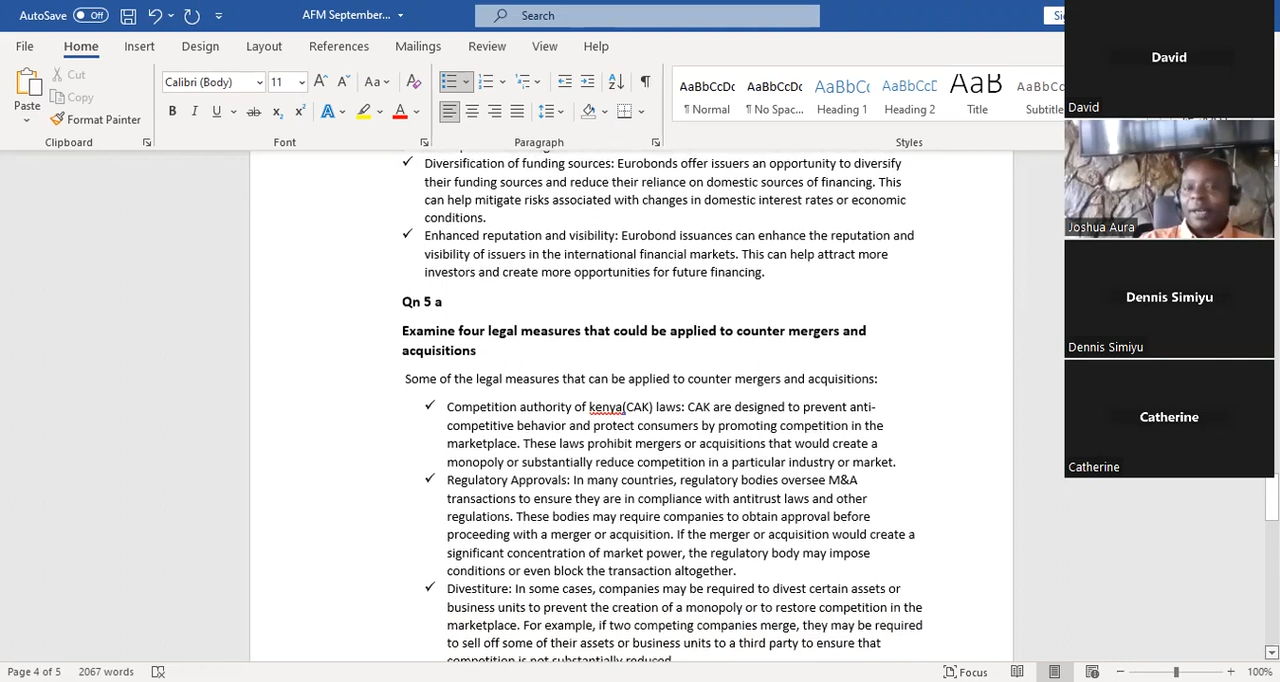 AutoSave Off AFM September... Search
File Home Insert Design Layout References Mailings Review View Help
Paste Cut Copy Format Painter
Calibri (Body) 11
AaBbCcDc AaBbCcDc AaBbCc AaBbCcD AaB AaBbCc
¶ Normal ¶ No Spac... Heading 1 Heading 2 Title Subtitle
Clipboard Font Paragraph Styles
Diversification of funding sources: Eurobonds offer issuers an opportunity to diversify
their funding sources and reduce their reliance on domestic sources of financing. This
can help mitigate risks associated with changes in domestic interest rates or economic
conditions.
Enhanced reputation and visibility: Eurobond issuances can enhance the reputation and
visibility of issuers in the international financial markets. This can help attract more
investors and create more opportunities for future financing.
Qn 5 a
Examine four legal measures that could be applied to counter mergers and
acquisitions
Some of the legal measures that can be applied to counter mergers and acquisitions:
Competition authority of kenya(CAK) laws: CAK are designed to prevent anti-
competitive behavior and protect consumers by promoting competition in the
marketplace. These laws prohibit mergers or acquisitions that would create a
monopoly or substantially reduce competition in a particular industry or market.
Regulatory Approvals: In many countries, regulatory bodies oversee M&A
transactions to ensure they are in compliance with antitrust laws and other
regulations. These bodies may require companies to obtain approval before
proceeding with a merger or acquisition. If the merger or acquisition would create a
significant concentration of market power, the regulatory body may impose
conditions or even block the transaction altogether.
Divestiture: In some cases, companies may be required to divest certain assets or
business units to prevent the creation of a monopoly or to restore competition in the
marketplace. For example, if two competing companies merge, they may be required
to sell off some of their assets or business units to a third party to ensure that
competition is not substantially reduced.
David
David
Joshua Aura
Dennis Simiyu
Dennis Simiyu
Catherine
Catherine
Page 4 of 5 2067 words Focus 100%